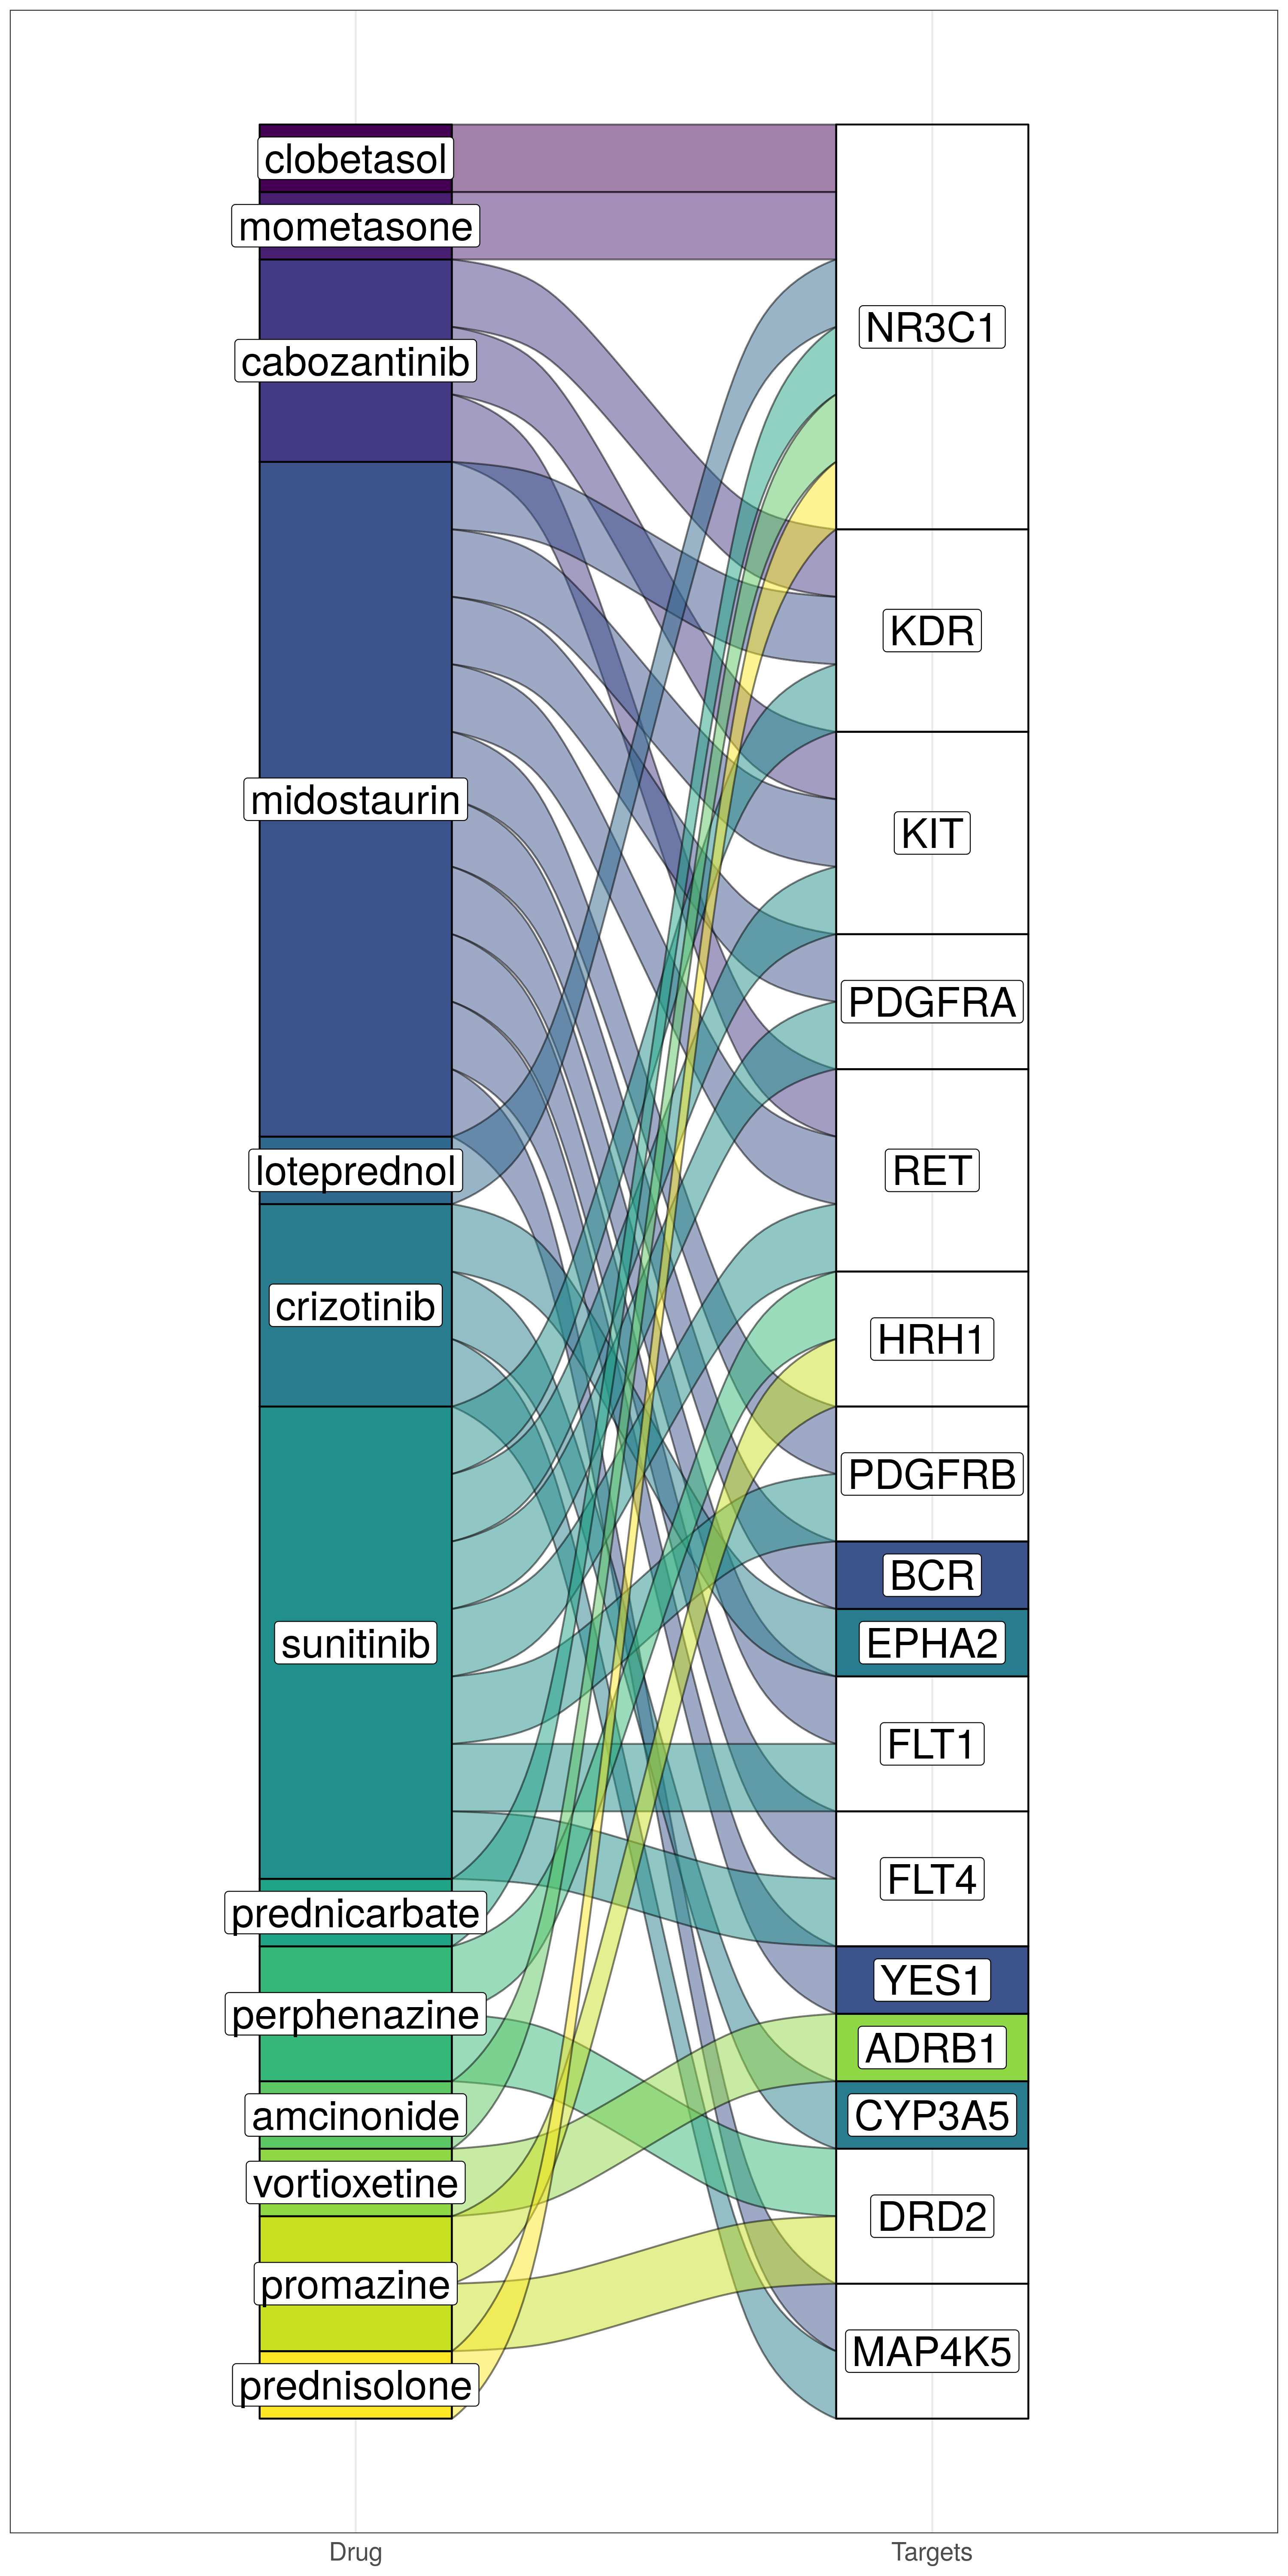 clobetasol
mometasone
cabozantinib
midostaurin
loteprednol
crizotinib
sunitinib
prednicarbate
perphenazine
amcinonide
vortioxetine
promazine
prednisolone
NR3C1
KDR
KIT
PDGFRA
RET
HRH1
PDGFRB
BCR
EPHA2
FLT1
FLT4
YES1
ADRB1
CYP3A5
DRD2
MAP4K5
Drug
Targets